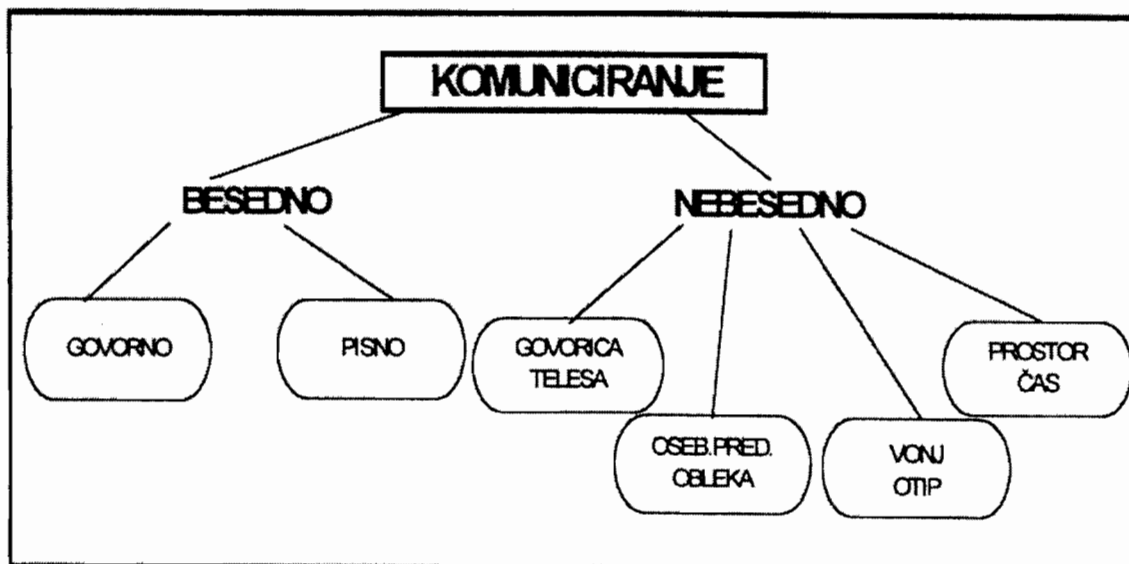 KOMUNICIRANJE
BESEDNO
NEBESEDNO
GOVORNO
PISNO
GOVORICA
TELESA
OSEB.PRED.
OBLEKA
VONJ
OTIP
PROSTOR
ČAS